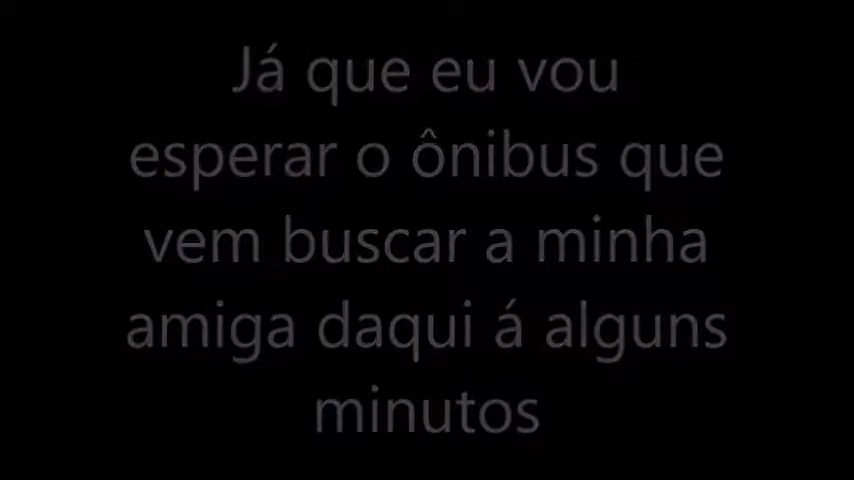 Já que eu vou
esperar o ônibus que
vem buscar a minha
amiga daqui á alguns
minutos